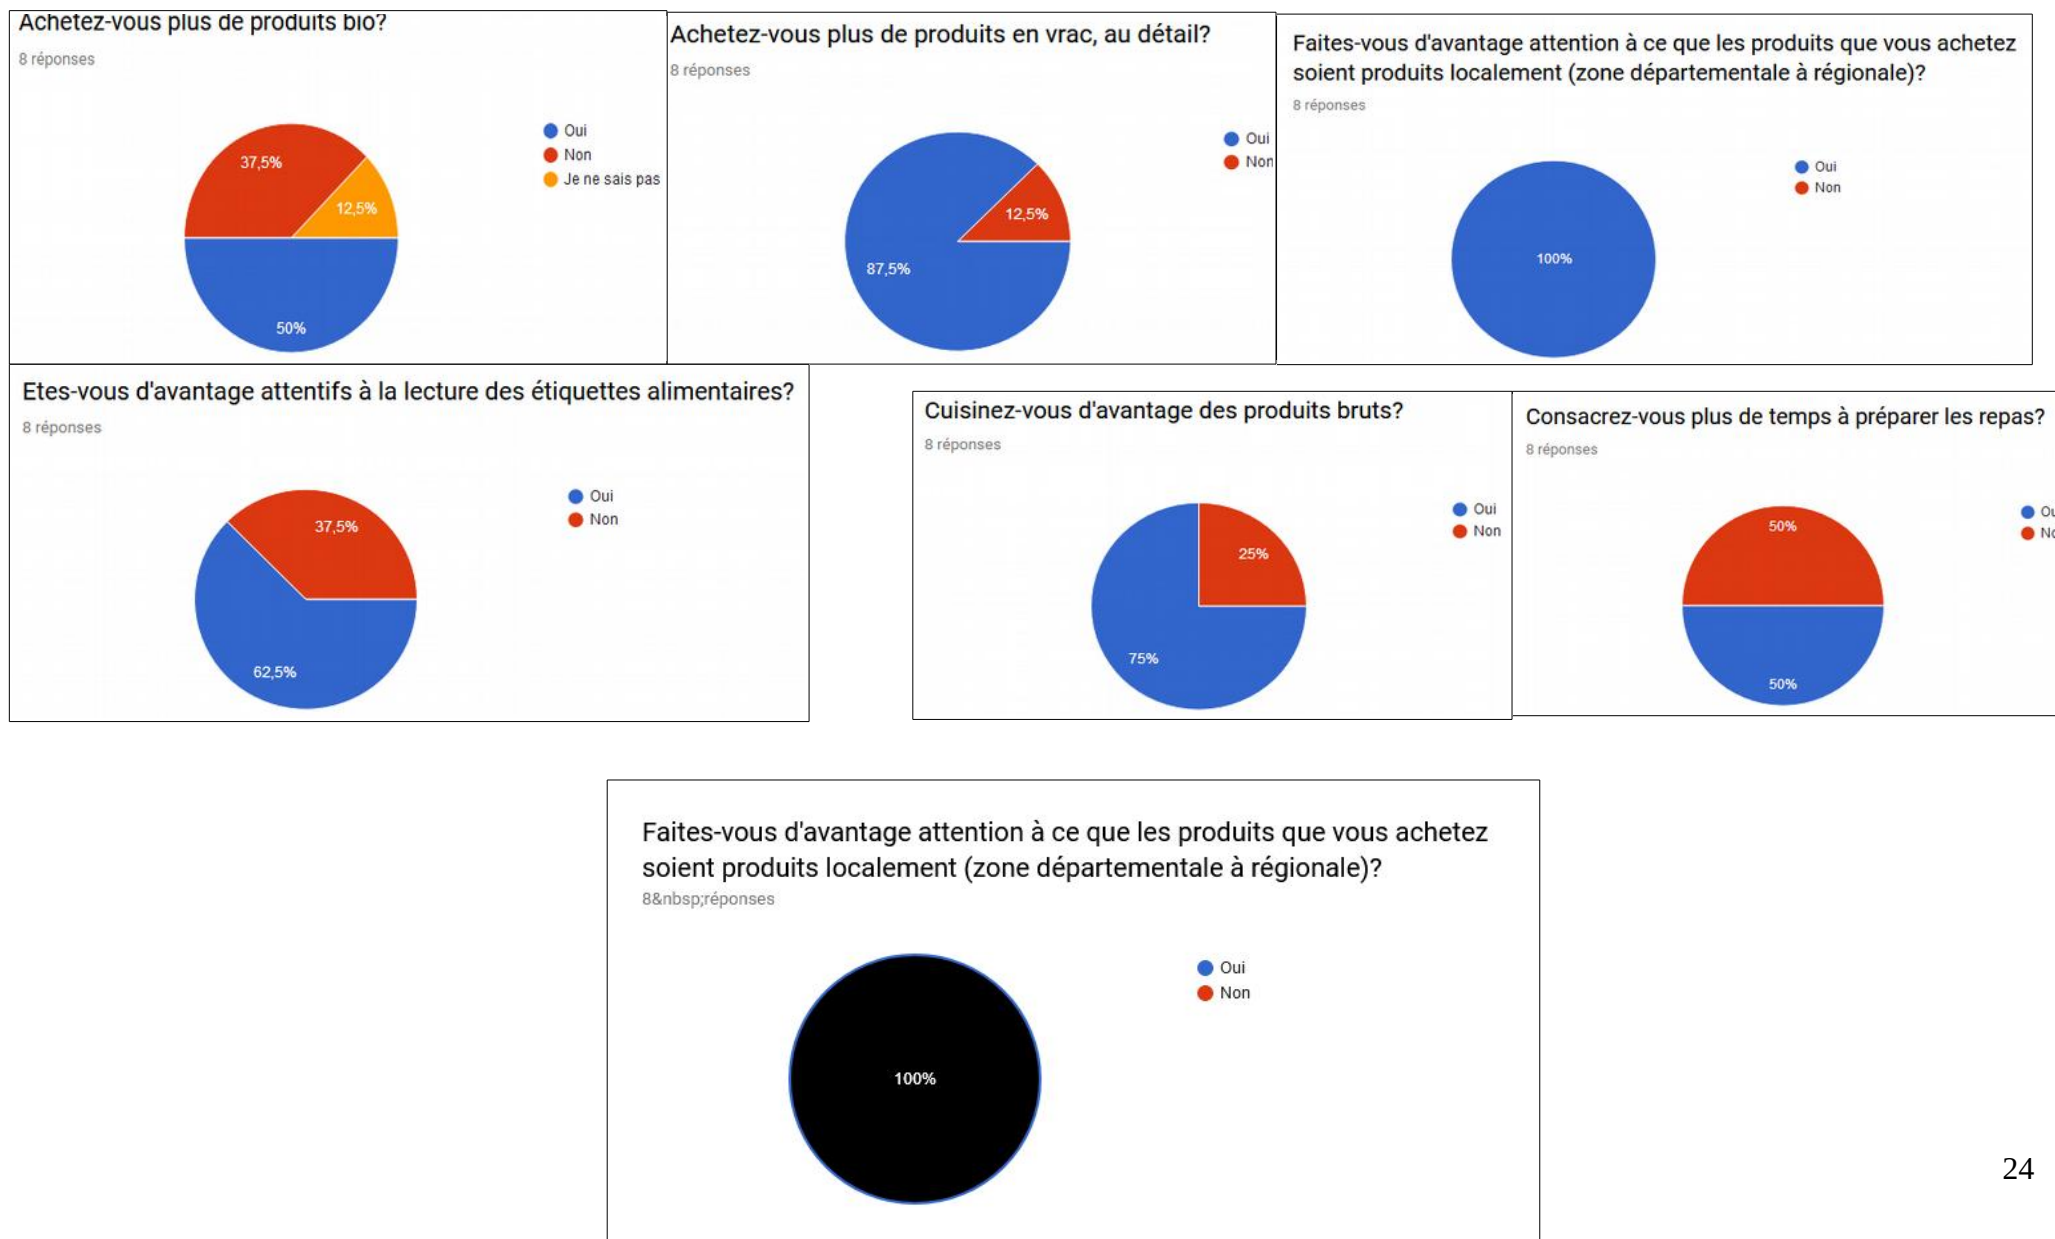 Achetez-vous plus de produits bio?
8 réponses
Oui
Non
Je ne sais pas
37,5%
12,5%
50%
Achetez-vous plus de produits en vrac, au détail?
8 réponses
Oui
Non
12,5%
87,5%
Faites-vous d'avantage attention à ce que les produits que vous achetez
soient produits localement (zone départementale à régionale)?
8 réponses
Oui
Non
100%
Etes-vous d'avantage attentifs à la lecture des étiquettes alimentaires?
8 réponses
Oui
Non
37,5%
62,5%
Cuisinez-vous d'avantage des produits bruts?
8 réponses
Oui
Non
25%
75%
Consacrez-vous plus de temps à préparer les repas?
8 réponses
Ou
No
50%
50%
Faites-vous d'avantage attention à ce que les produits que vous achetez
soient produits localement (zone départementale à régionale)?
8&nbsp;réponses
Oui
Non
100%
24